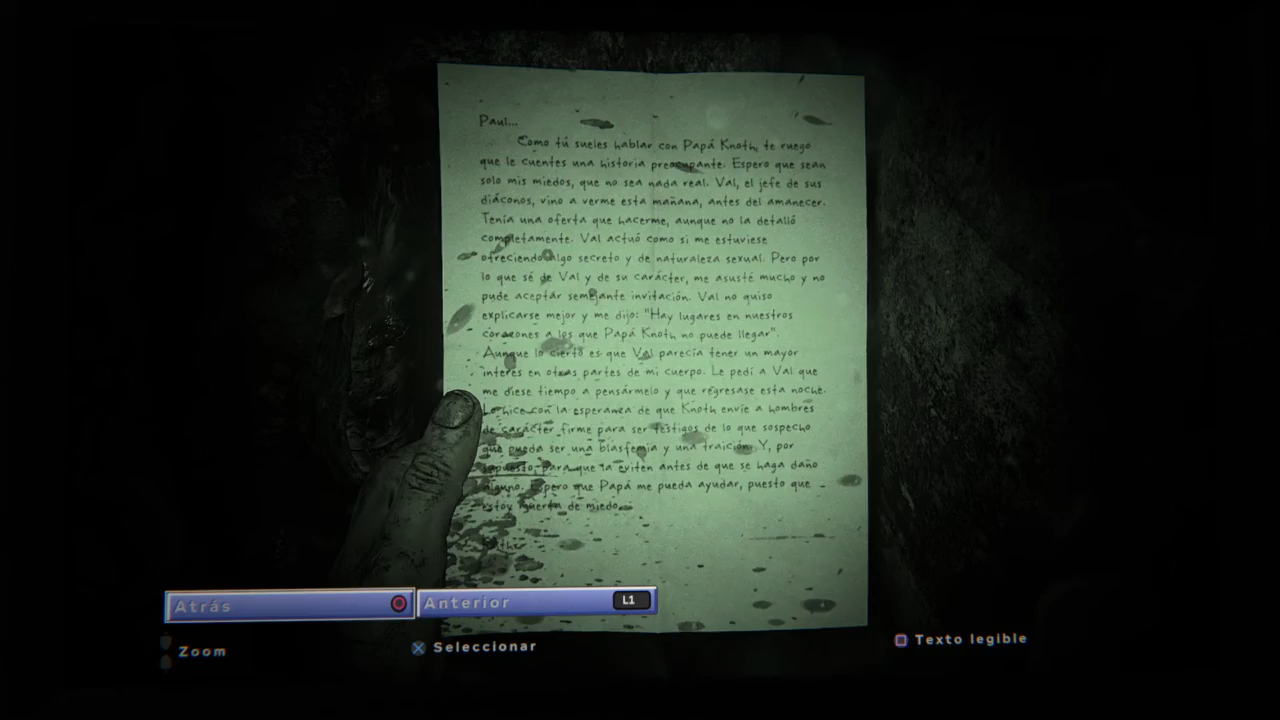 Paul...
Como tú sueles hablar con Papá Knoth, te ruego
que le cuentes una historia preocupante. Espero que sean
solo mis miedos, que no sea nada real. Val, el jefe de sus
diáconos, vino a verme esta mañana, antes del amanecer.
Tenía una oferta que hacerme, aunque no la detalló
completamente. Val actuó como si me estuviese
ofreciendo algo secreto y de naturaleza sexual. Pero por
lo que sé de Val y de su carácter, me asusté mucho y no
pude aceptar semejante invitación. Val no quiso
explicarse mejor y me dijo: "Hay lugares en nuestros
corazones a los que Papá Knoth no puede llegar".
Aunque lo cierto es que Val parecía tener un mayor
interés en otras partes de mi cuerpo. Le pedí a Val que
me diese tiempo a pensármelo y que regresase esta noche.
Lo hice con la esperanza de que Knoth envíe a hombres
de carácter firme para ser testigos de lo que sospecho
que pueda ser una blasfemia y una traición. Y, por
supuesto, para que la eviten antes de que se haga daño
alguno. Espero que Papá me pueda ayudar, puesto que
estoy muerta de miedo.
Atrás
Anterior L1
Zoom
Seleccionar
Texto legible